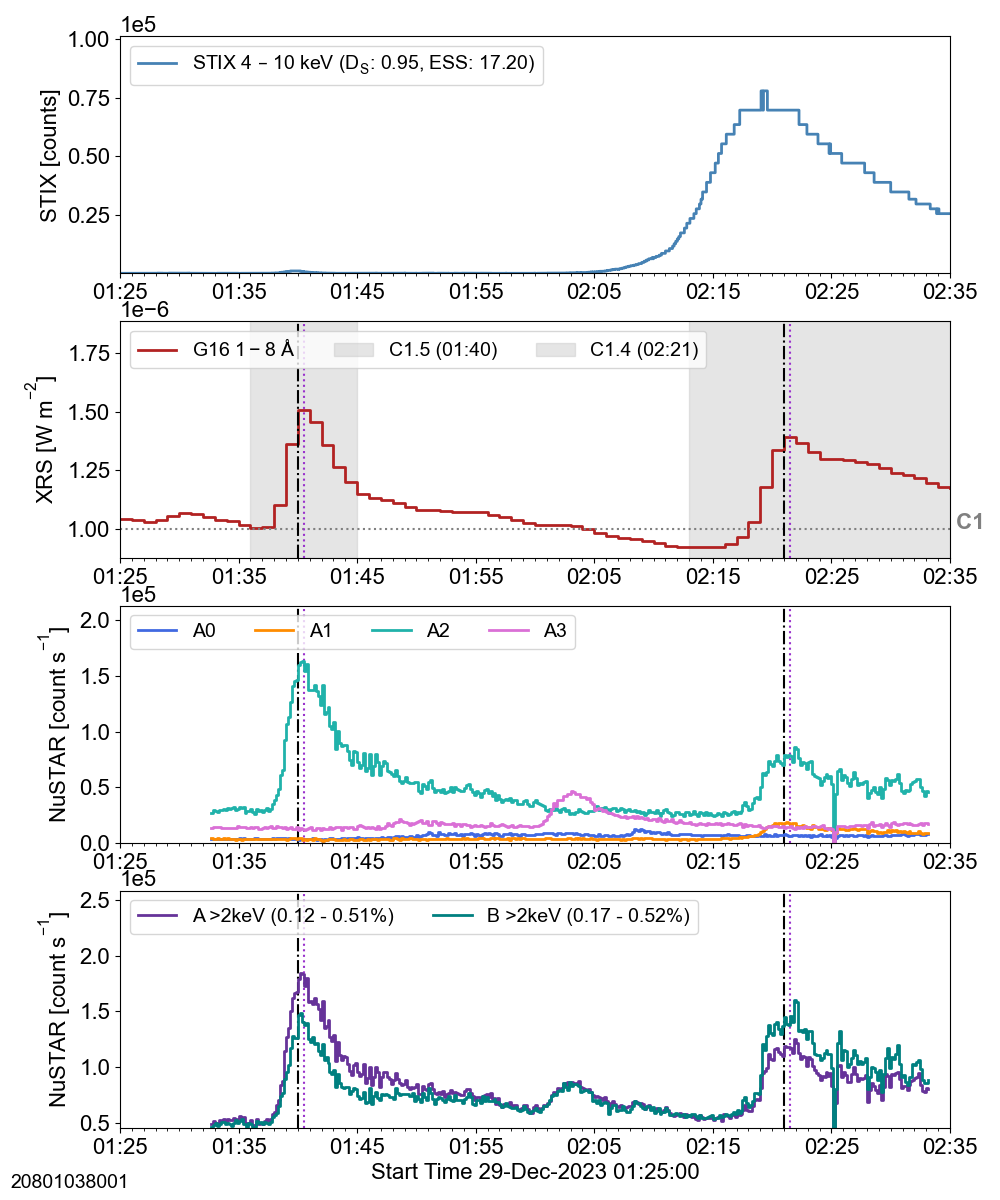 1e5
1.00
0.75
0.50
0.25
STIX [counts]
STIX 4 – 10 keV (DS: 0.95, ESS: 17.20)
01:25 01:35 01:45 01:55 02:05 02:15 02:25 02:35
1e−6
1.75
1.50
1.25
1.00
XRS [W m−2]
G16 1 − 8 Å C1.5 (01:40) C1.4 (02:21)
C1
01:25 01:35 01:45 01:55 02:05 02:15 02:25 02:35
1e5
2.0
1.5
1.0
0.5
0.0
NuSTAR [count s−1]
A0 A1 A2 A3
01:25 01:35 01:45 01:55 02:05 02:15 02:25 02:35
1e5
2.5
2.0
1.5
1.0
0.5
NuSTAR [count s−1]
A >2keV (0.12 - 0.51%) B >2keV (0.17 - 0.52%)
01:25 01:35 01:45 01:55 02:05 02:15 02:25 02:35
Start Time 29-Dec-2023 01:25:00
20801038001